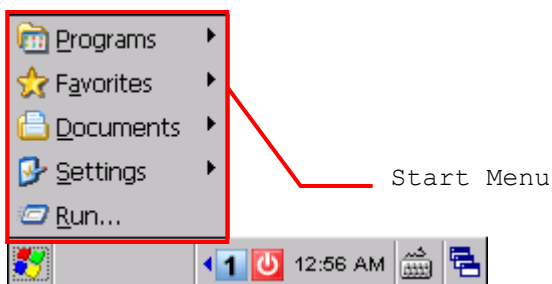 Programs
Favorites
Documents
Settings
Run...
Start Menu
1 12:56 AM